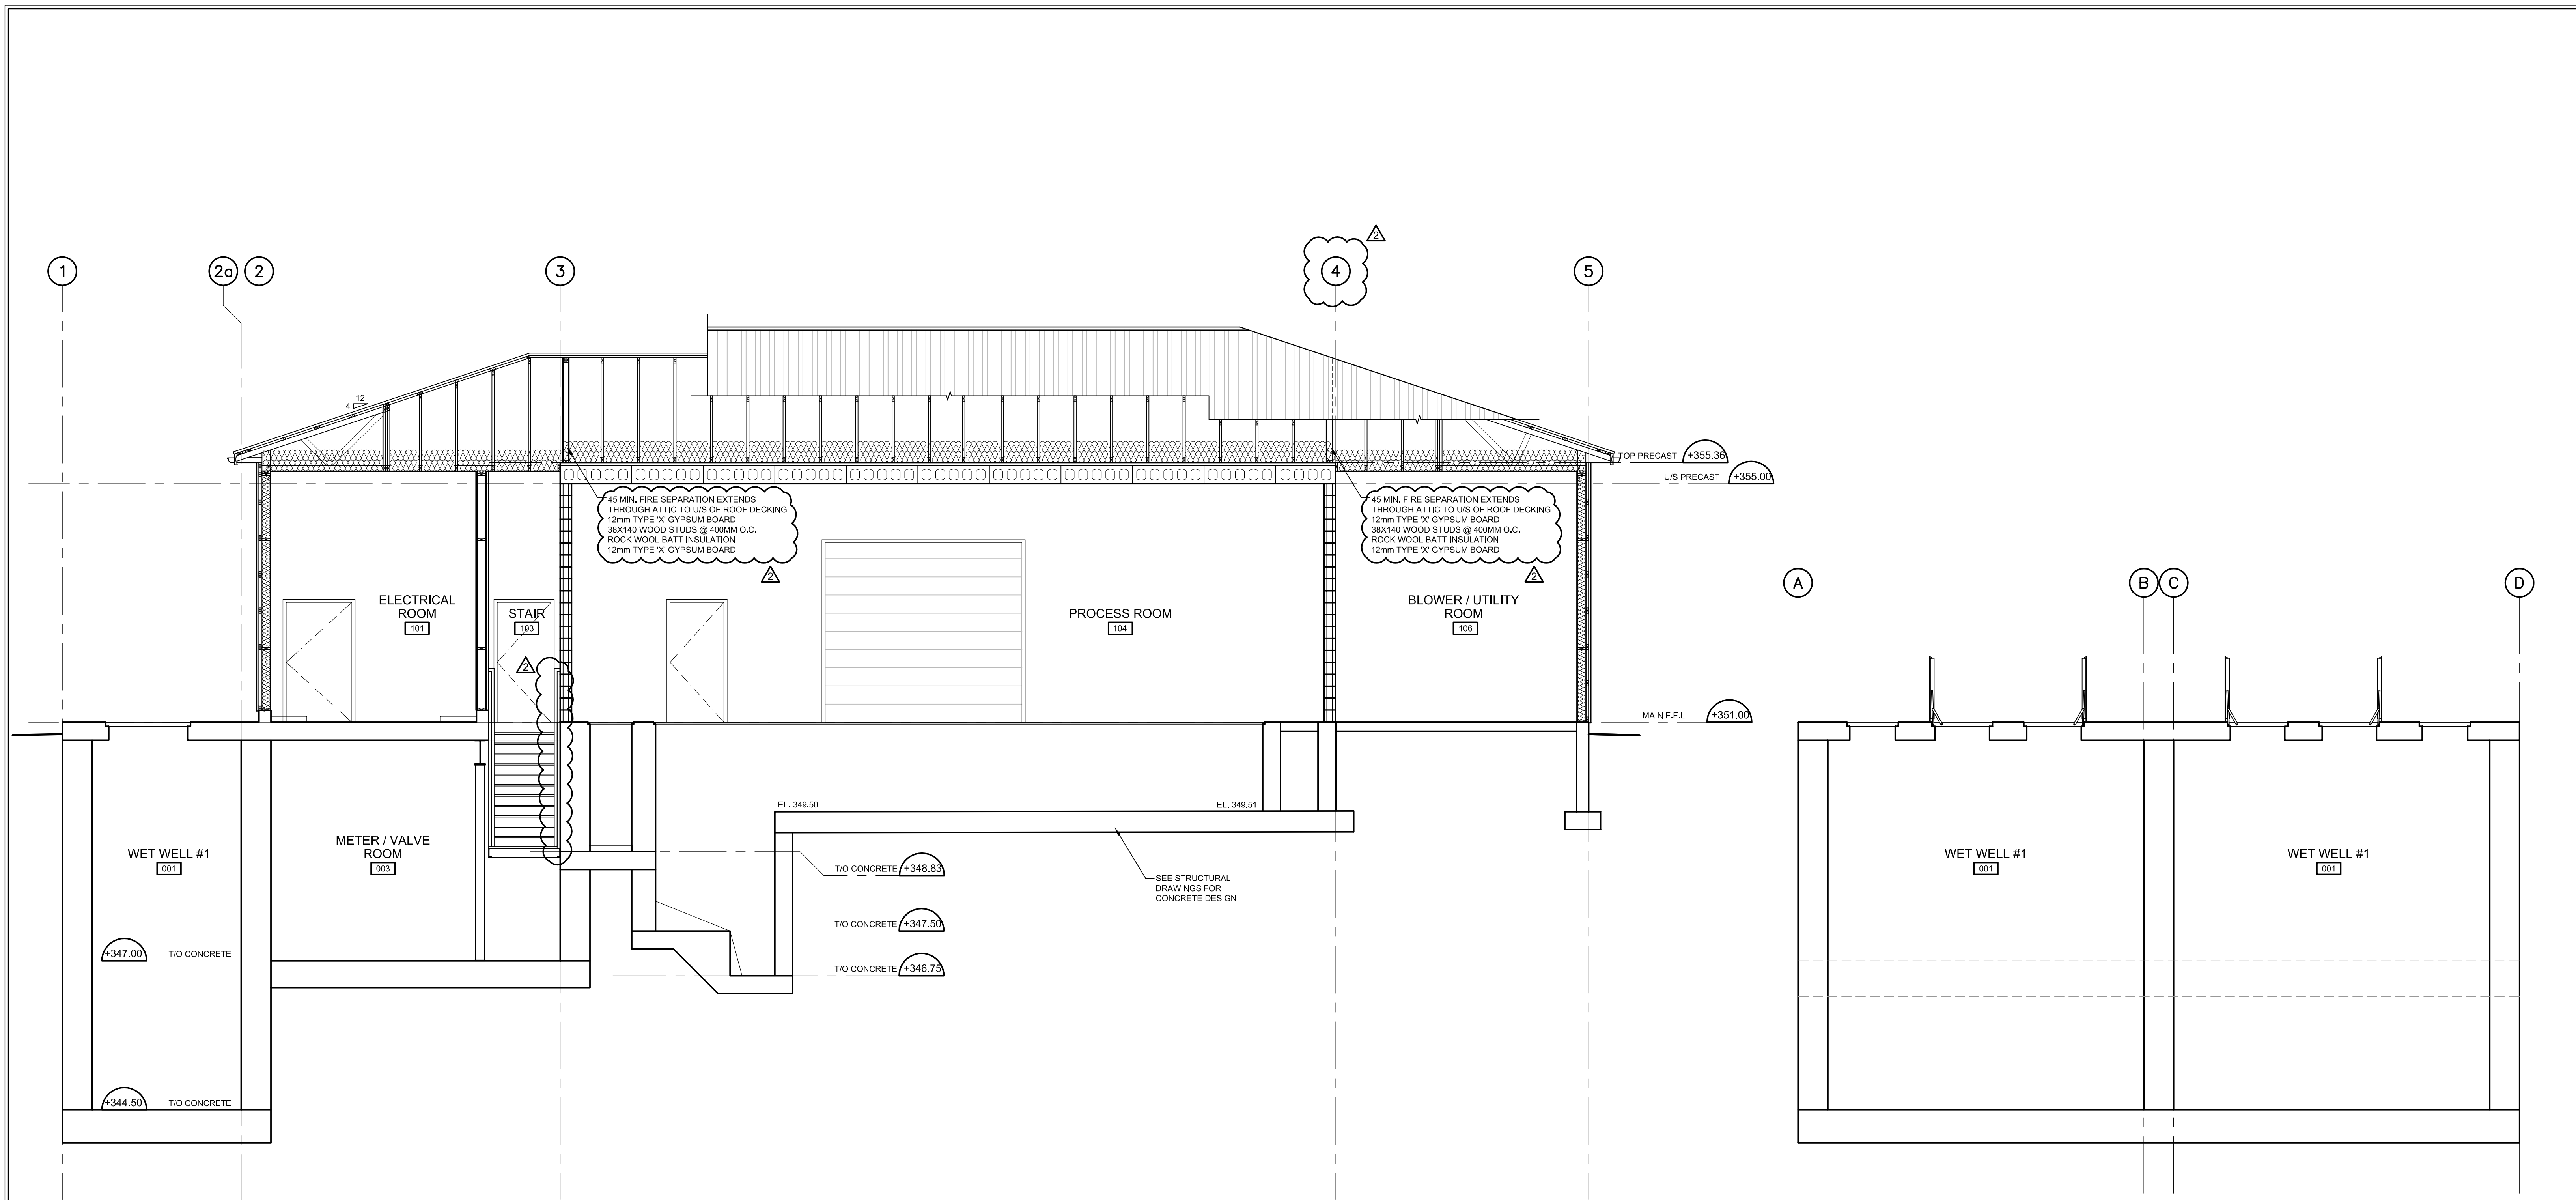 2
1
2a
2
3
4
5
12
4
TOP PRECAST
+355.36
U/S PRECAST
+355.00
45 MIN. FIRE SEPARATION EXTENDS
THROUGH ATTIC TO U/S OF ROOF DECKING
12mm TYPE 'X' GYPSUM BOARD
38X140 WOOD STUDS @ 400MM O.C.
ROCK WOOL BATT INSULATION
12mm TYPE 'X' GYPSUM BOARD
2
45 MIN. FIRE SEPARATION EXTENDS
THROUGH ATTIC TO U/S OF ROOF DECKING
12mm TYPE 'X' GYPSUM BOARD
38X140 WOOD STUDS @ 400MM O.C.
ROCK WOOL BATT INSULATION
12mm TYPE 'X' GYPSUM BOARD
2
A
B
C
D
ELECTRICAL
ROOM
101
STAIR
103
2
PROCESS ROOM
104
BLOWER / UTILITY
ROOM
106
MAIN F.F.L
+351.00
EL. 349.50
EL. 349.51
WET WELL #1
001
METER / VALVE
ROOM
003
T/O CONCRETE
+348.83
SEE STRUCTURAL
DRAWINGS FOR
CONCRETE DESIGN
WET WELL #1
001
WET WELL #1
001
T/O CONCRETE
+347.50
+347.00
T/O CONCRETE
T/O CONCRETE
+346.75
+344.50
T/O CONCRETE